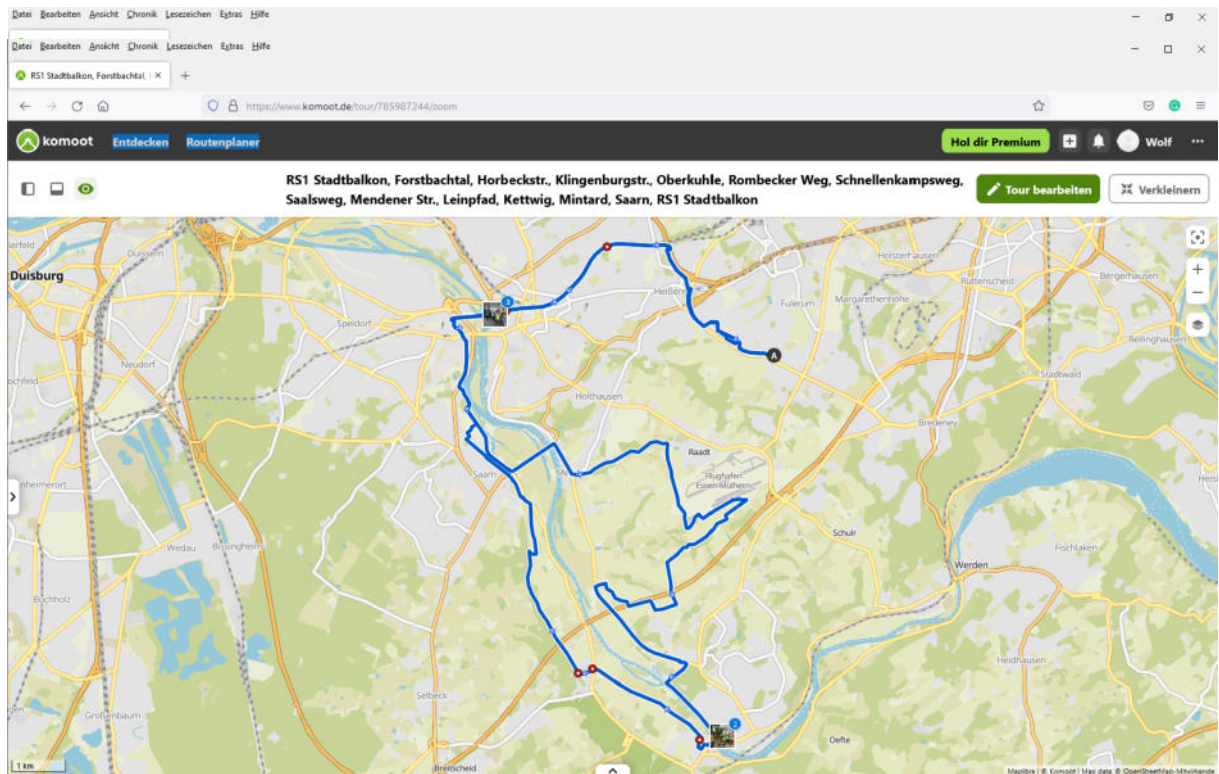 Datei Bearbeiten Ansicht Chronik Lesezeichen Extras Hilfe
Datei Bearbeiten Ansicht Chronik Lesezeichen Extras Hilfe
RS1 Stadtbalkon, Forstbachtal,
https://www.komoot.de/tour/785987244/zoom
komoot Entdecken Routenplaner Hol dir Premium Wolf
RS1 Stadtbalkon, Forstbachtal, Horbeckstr., Klingenburgstr., Oberkuhle, Rombecker Weg, Schnellenkampsweg,
Saalsweg, Mendener Str., Leinpfad, Kettwig, Mintard, Saarn, RS1 Stadtbalkon
Tour bearbeiten
Verkleinern
Duissern
Holsterhausen
Duisburg
Rüttenscheid
Bergerhausen
Heißen
Fulerum
Margarethenhöhe
3
Speldorf
Rellinghausen
A
Neudorf
Stadtwald
Holthausen
Bredeney
Raadt
Saarn
Flughafen
Essen-Mülheim
Schuir
Wedau
Bissingheim
Fischlaken
Werden
Buchholz
Heidhausen
Selbeck
Großenbaum
2
Oefte
1 km
Breitscheid
Maplibre | © Komoot | Map data © OpenStreetMap-Mitwirkende